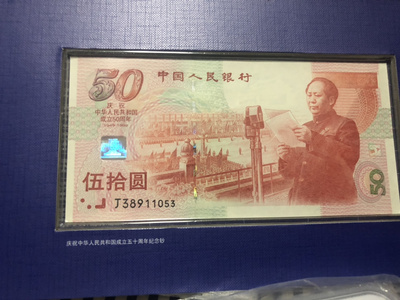 50
中国人民银行
庆祝
中华人民共和国
成立50周年
伍拾圆
50
J38911053
庆祝中华人民共和国成立五十周年纪念钞